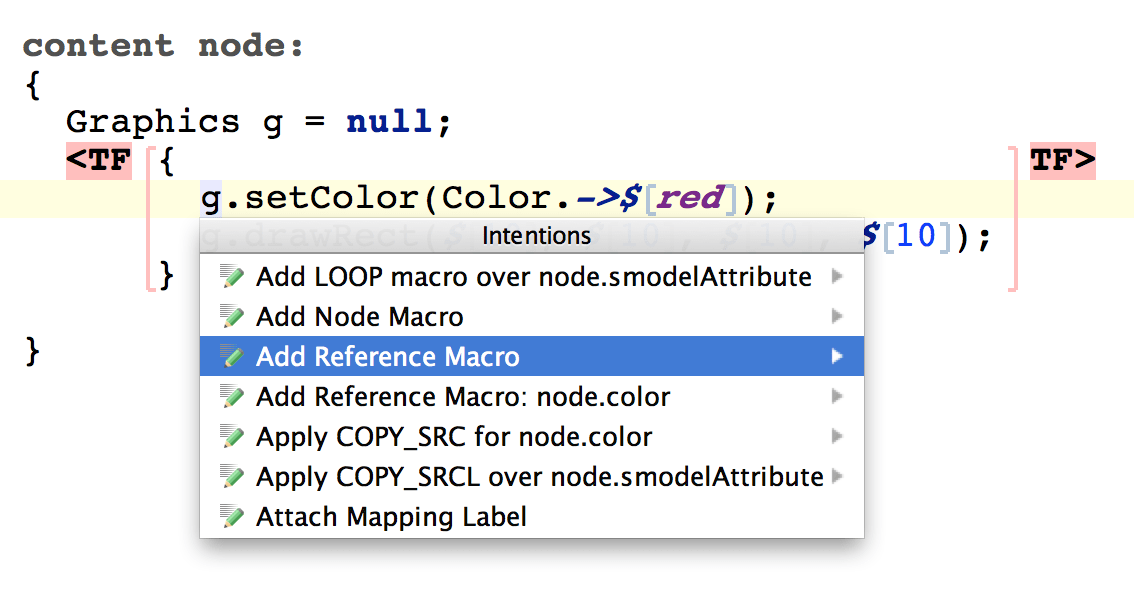 content node:
{
Graphics g = null;
<TF { TF>
g.setColor(Color.->$[red]);
g.drawRect($ 10, $ 10, $[10]);
Intentions
}
Add LOOP macro over node.smodelAttribute
Add Node Macro
}
Add Reference Macro
Add Reference Macro: node.color
Apply COPY_SRC for node.color
Apply COPY_SRCL over node.smodelAttribute
Attach Mapping Label